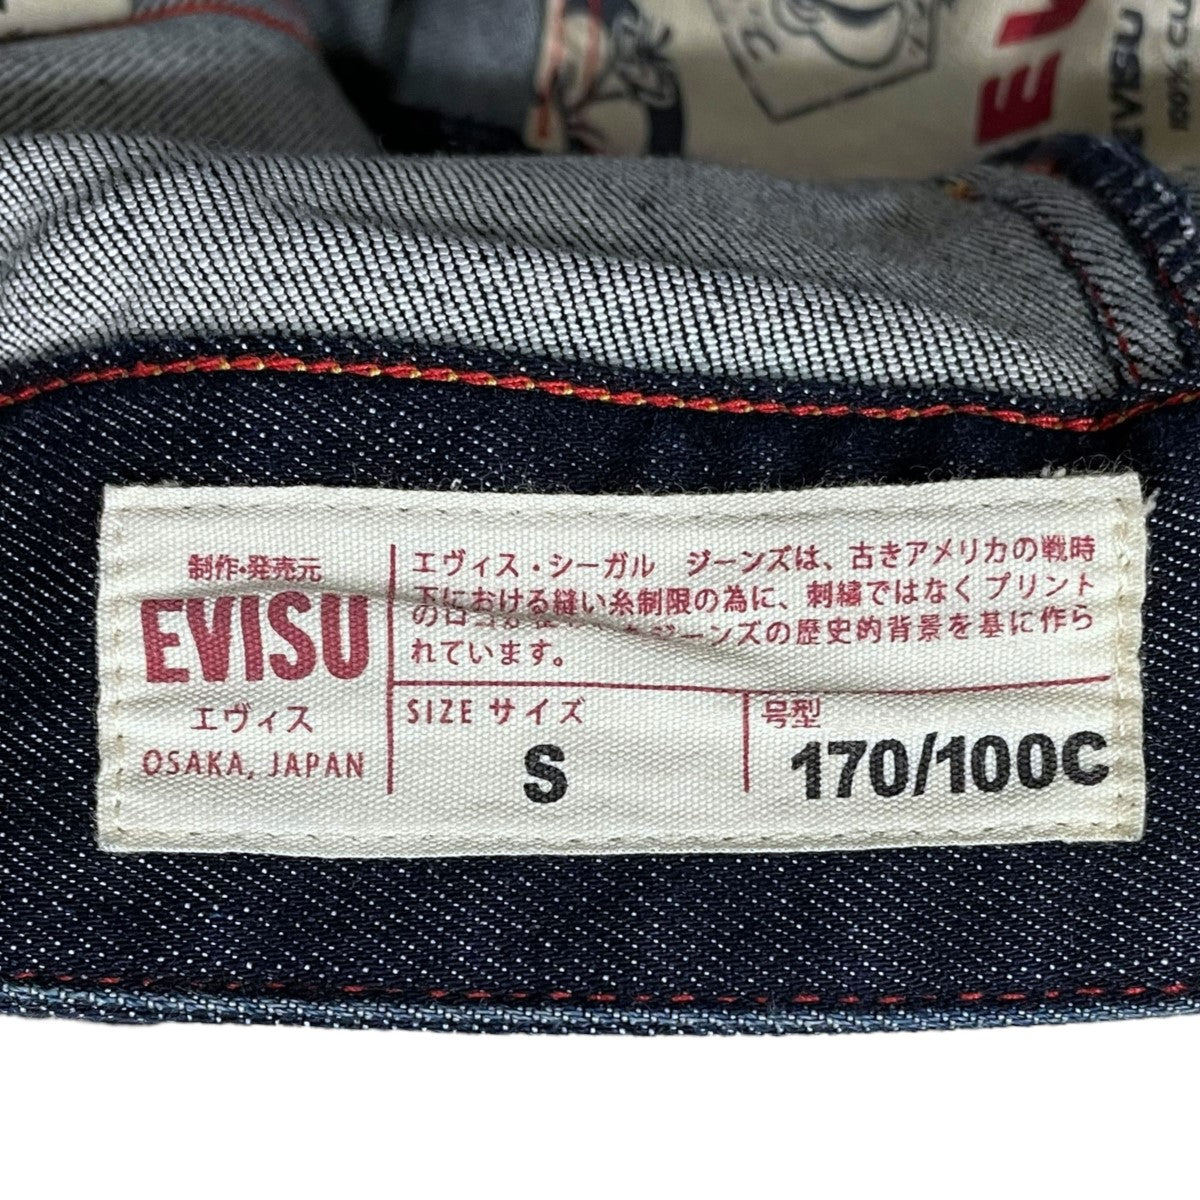 EV
EVISU
100% CU
制作・発売元
EVISU
エヴィス
OSAKA, JAPAN
エヴィス・シーガル ジーンズは、古きアメリカの戦時
下における縫い糸制限の為に、刺繍ではなくプリント
ジーンズの歴史的背景を基に作ら
れています。
SIZE サイズ
S
号型
170/100C